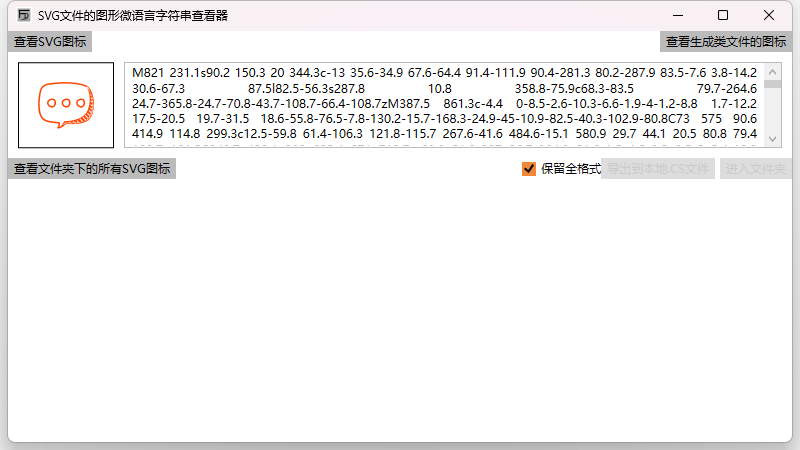 SVG文件的图形微语言字符串查看器
查看SVG图标
查看生成类文件的图标
M821 231.1s90.2 150.3 20 344.3c-13 35.6-34.9 67.6-64.4 91.4-111.9 90.4-281.3 80.2-287.9 83.5-7.6 3.8-14.2
30.6-67.3 87.5l82.5-56.3s287.8 10.8 358.8-75.9c68.3-83.5 79.7-264.6
24.7-365.8-24.7-70.8-43.7-108.7-66.4-108.7zM387.5 861.3c-4.4 0-8.5-2.6-10.3-6.6-1.9-4-1.2-8.8 1.7-12.2
17.5-20.5 19.7-31.5 18.6-55.8-76.5-7.8-130.2-15.7-168.3-24.9-45-10.9-82.5-40.3-102.9-80.8C73 575 90.6
414.9 114.8 299.3c12.5-59.8 61.4-106.3 121.8-115.7 267.6-41.6 484.6-15.1 580.9 29.7 44.1 20.5 80.8 79.4
查看文件夹下的所有SVG图标
保留全格式
导出到本地.CS文件
进入文件夹